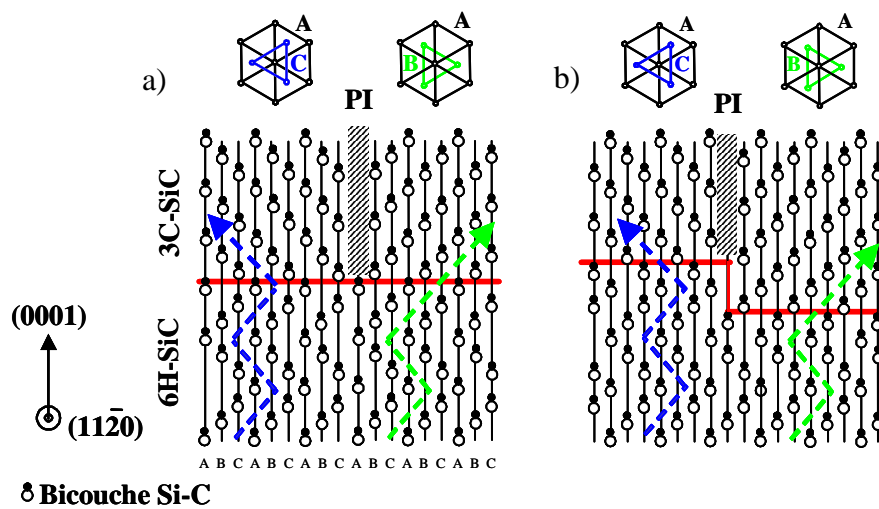 a)
A
C
A
B
PI
b)
A
C
A
B
PI
3C-SiC
6H-SiC
(0001)
(112̅0)
A B C A B C A B C A B C A B C A B C
Bicouche Si-C